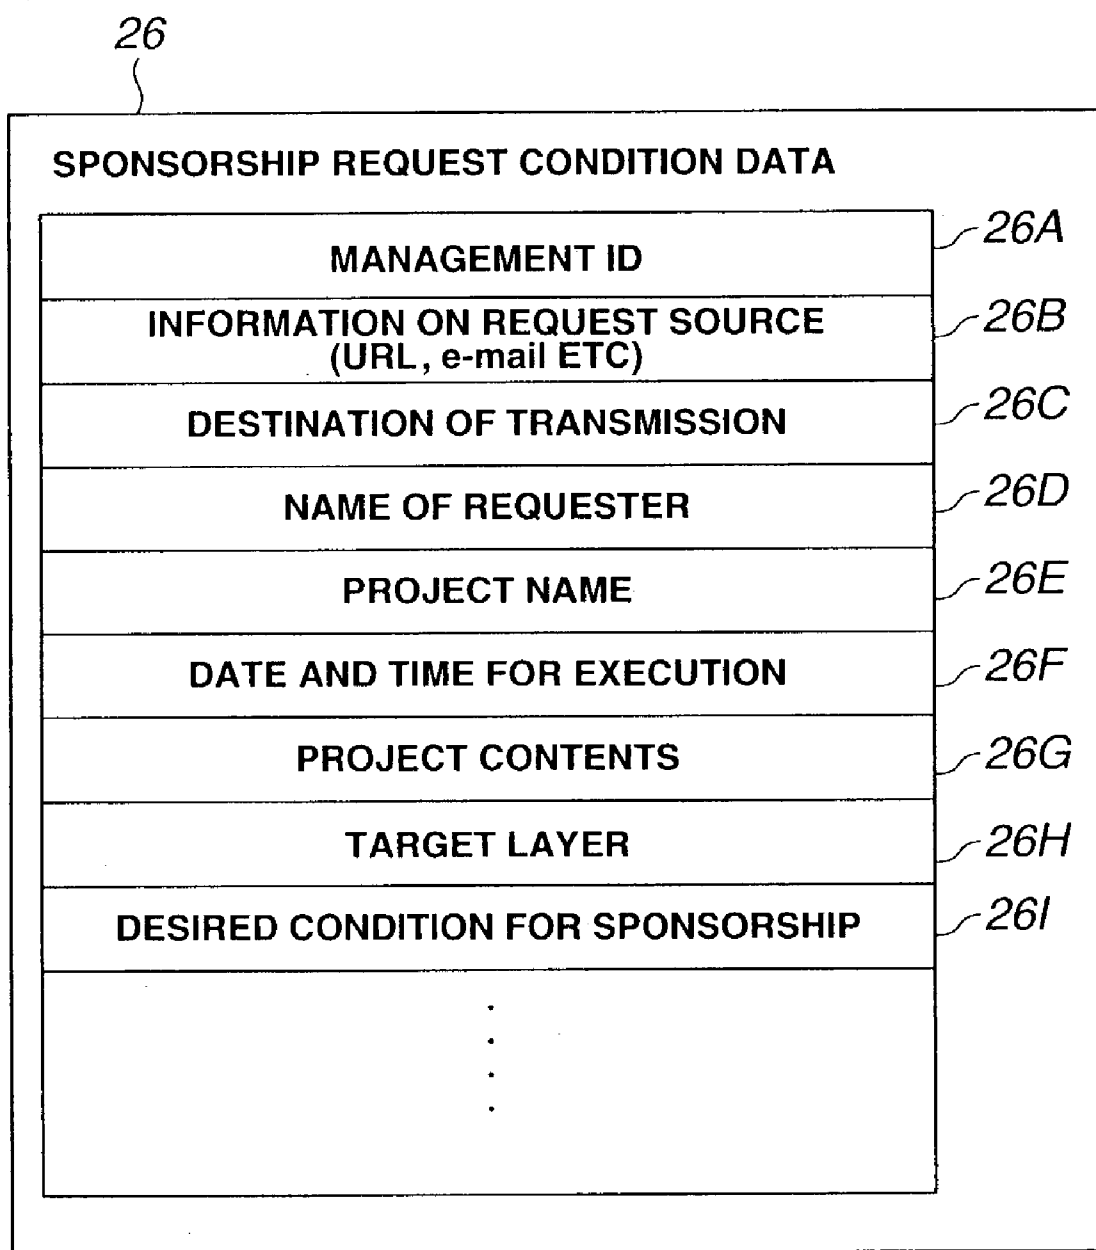 26
SPONSORSHIP REQUEST CONDITION DATA
MANAGEMENT ID 26A
INFORMATION ON REQUEST SOURCE 26B
(URL, e-mail ETC)
DESTINATION OF TRANSMISSION 26C
NAME OF REQUESTER 26D
PROJECT NAME 26E
DATE AND TIME FOR EXECUTION 26F
PROJECT CONTENTS 26G
TARGET LAYER 26H
DESIRED CONDITION FOR SPONSORSHIP 26I